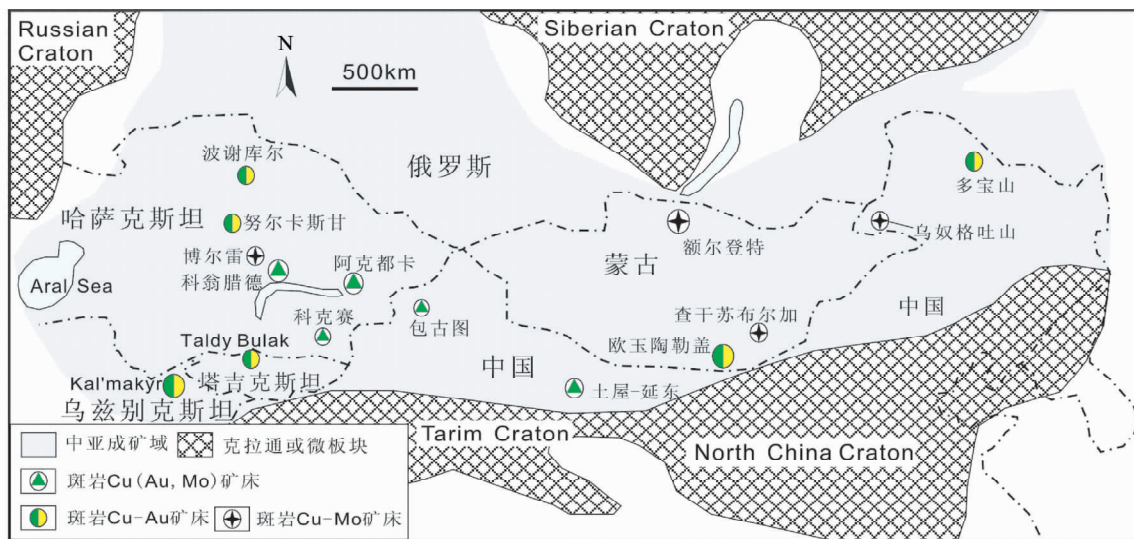 Russian
Craton
Siberian Craton
N
500km
波谢库尔
俄罗斯
多宝山
哈萨克斯坦
努尔卡斯甘
额尔登特
乌奴格吐山
博尔雷
阿克都卡
蒙古
科翁腊德
Aral Sea
包古图
查干苏布尔加
中国
科克赛
Taldy Bulak
欧玉陶勒盖
中国
Kal'makyr
塔吉克斯坦
土屋-延东
乌兹别克斯坦
Tarim Craton
North China Craton
中亚成矿域
克拉通或微板块
斑岩Cu(Au, Mo)矿床
斑岩Cu-Au矿床
斑岩Cu-Mo矿床